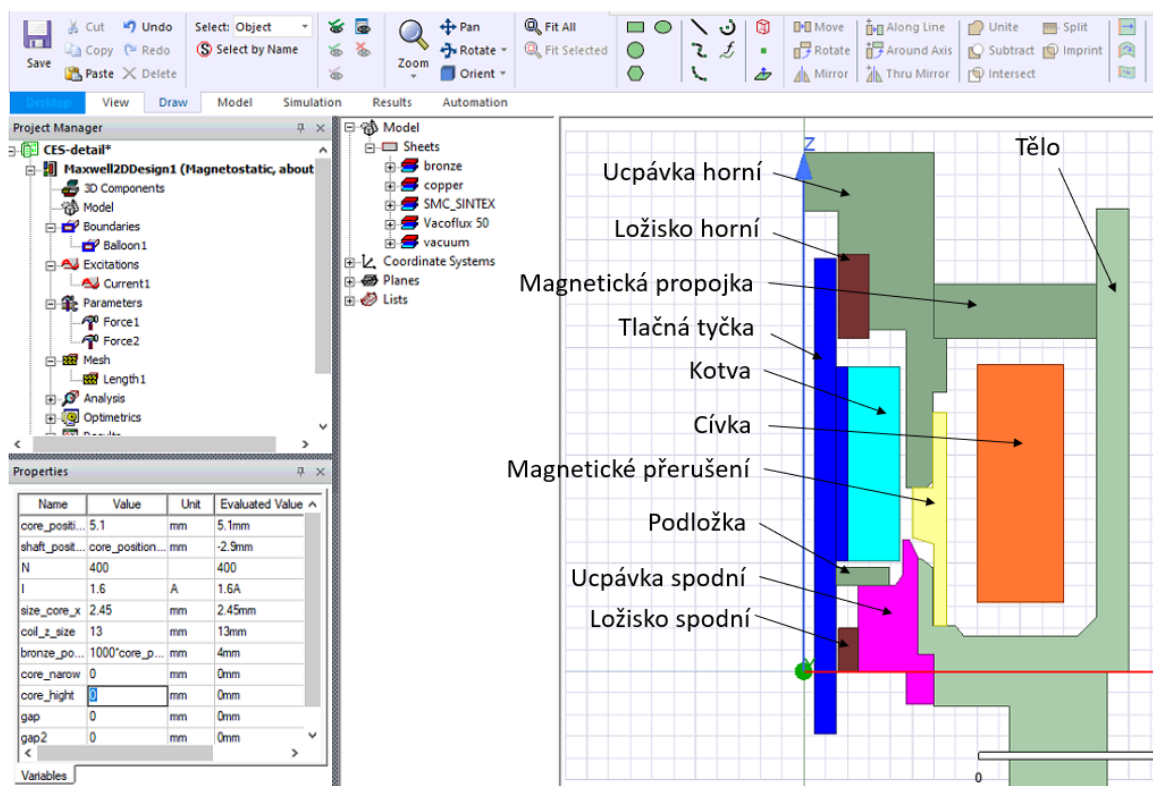 Save
Cut
Copy
Paste
Undo
Redo
Delete
Select: Object
Select by Name
Zoom
Pan
Rotate
Orient
Fit All
Fit Selected
Move
Rotate
Mirror
Along Line
Around Axis
Thru Mirror
Unite
Subtract
Intersect
Split
Imprint
Desktop View Draw Model Simulation Results Automation
Project Manager
CES-detail*
Maxwell2DDesign1 (Magnetostatic, about
3D Components
Model
Boundaries
Balloon1
Excitations
Current1
Parameters
Force1
Force2
Mesh
Length1
Analysis
Optimetrics
Results
Properties
Name Value Unit Evaluated Value
core_positi... 5.1 mm 5.1mm
shaft_posit... core_position... mm -2.9mm
N 400 400
I 1.6 A 1.6A
size_core_x 2.45 mm 2.45mm
coil_z_size 13 mm 13mm
bronze_po... 1000*core_p... mm 4mm
core_narow 0 mm 0mm
core_hight 0 mm 0mm
gap 0 mm 0mm
gap2 0 mm 0mm
Variables
Model
Sheets
bronze
copper
SMC_SINTEX
Vacoflux 50
vacuum
Coordinate Systems
Planes
Lists
Z
Tělo
Ucpávka horní
Ložisko horní
Magnetická propojka
Tlačná tyčka
Kotva
Cívka
Magnetické přerušení
Podložka
Ucpávka spodní
Ložisko spodní
0